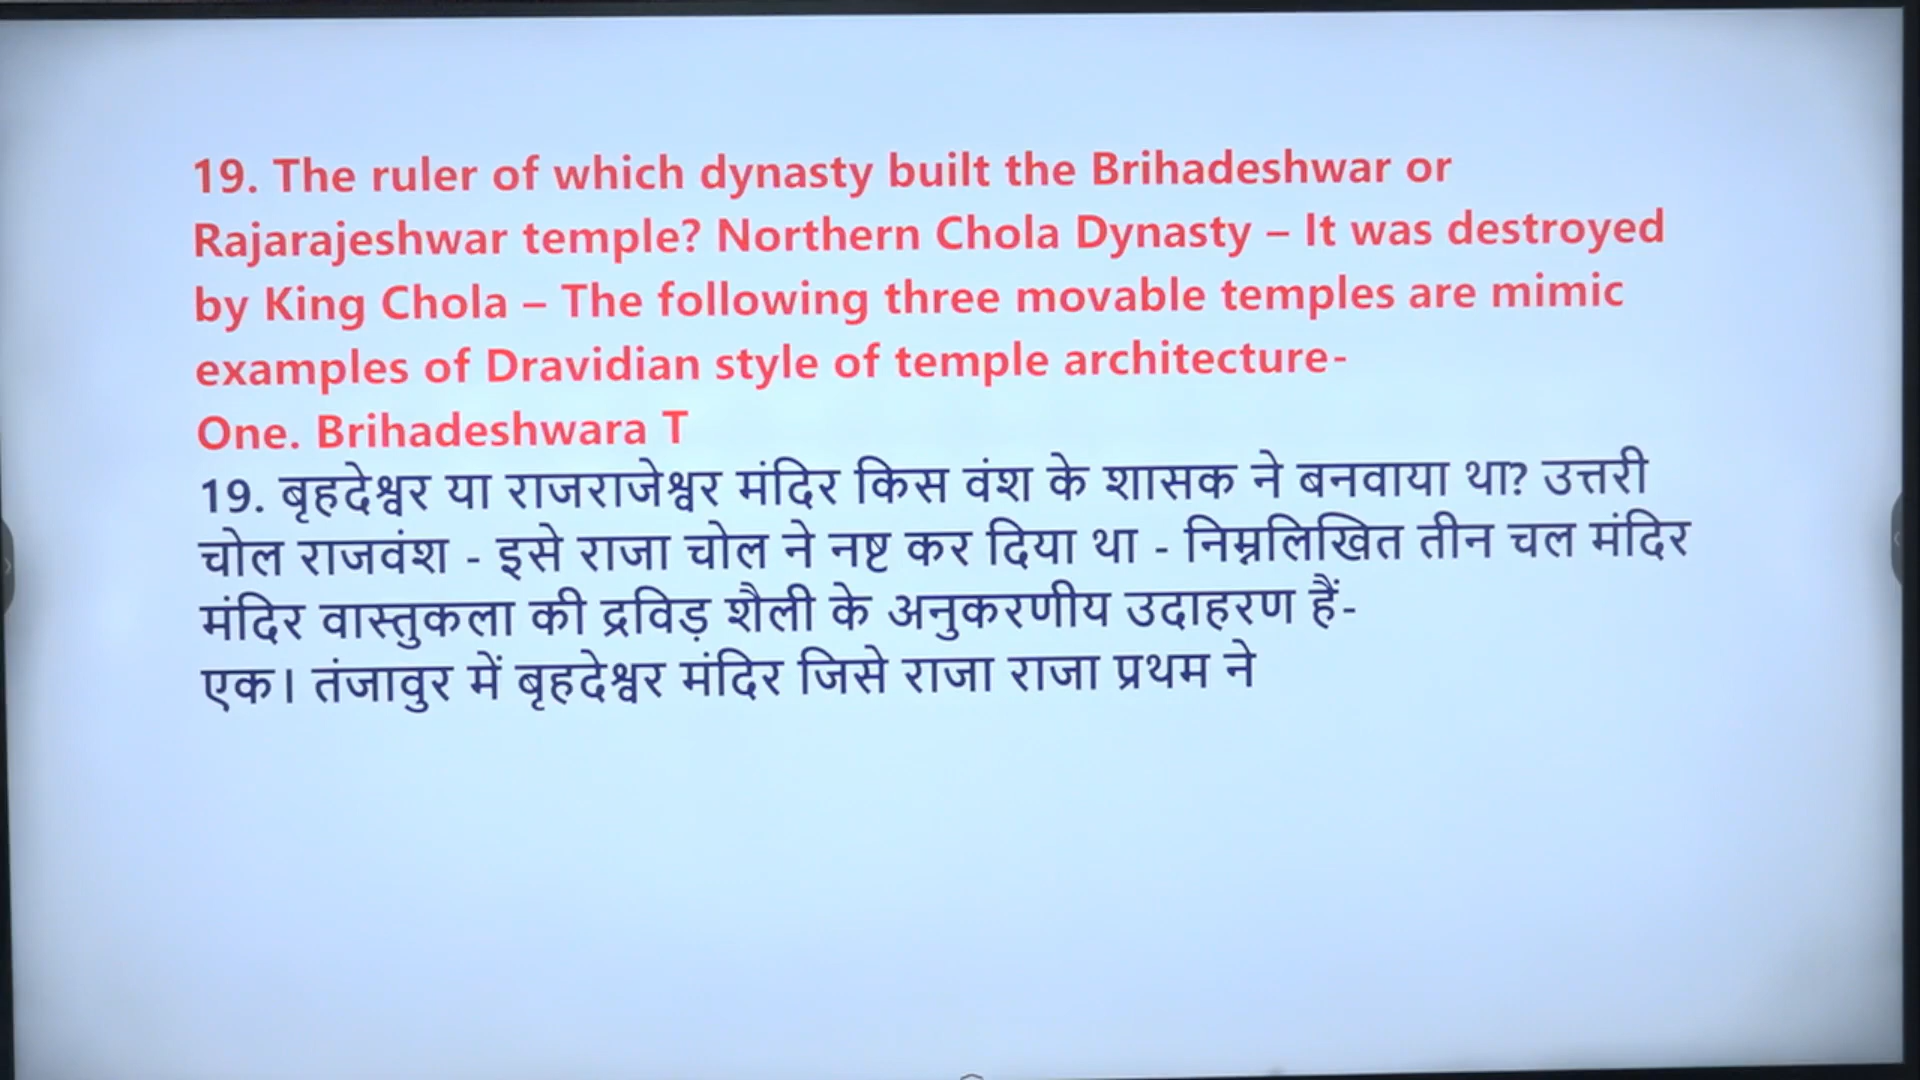 19. The ruler of which dynasty built the Brihadeshwar or
Rajarajeshwar temple? Northern Chola Dynasty – It was destroyed
by King Chola – The following three movable temples are mimic
examples of Dravidian style of temple architecture-
One. Brihadeshwara T
19. बृहदेश्वर या राजराजेश्वर मंदिर किस वंश के शासक ने बनवाया था? उत्तरी
चोल राजवंश - इसे राजा चोल ने नष्ट कर दिया था - निम्नलिखित तीन चल मंदिर
मंदिर वास्तुकला की द्रविड़ शैली के अनुकरणीय उदाहरण हैं-
एक। तंजावुर में बृहदेश्वर मंदिर जिसे राजा राजा प्रथम ने